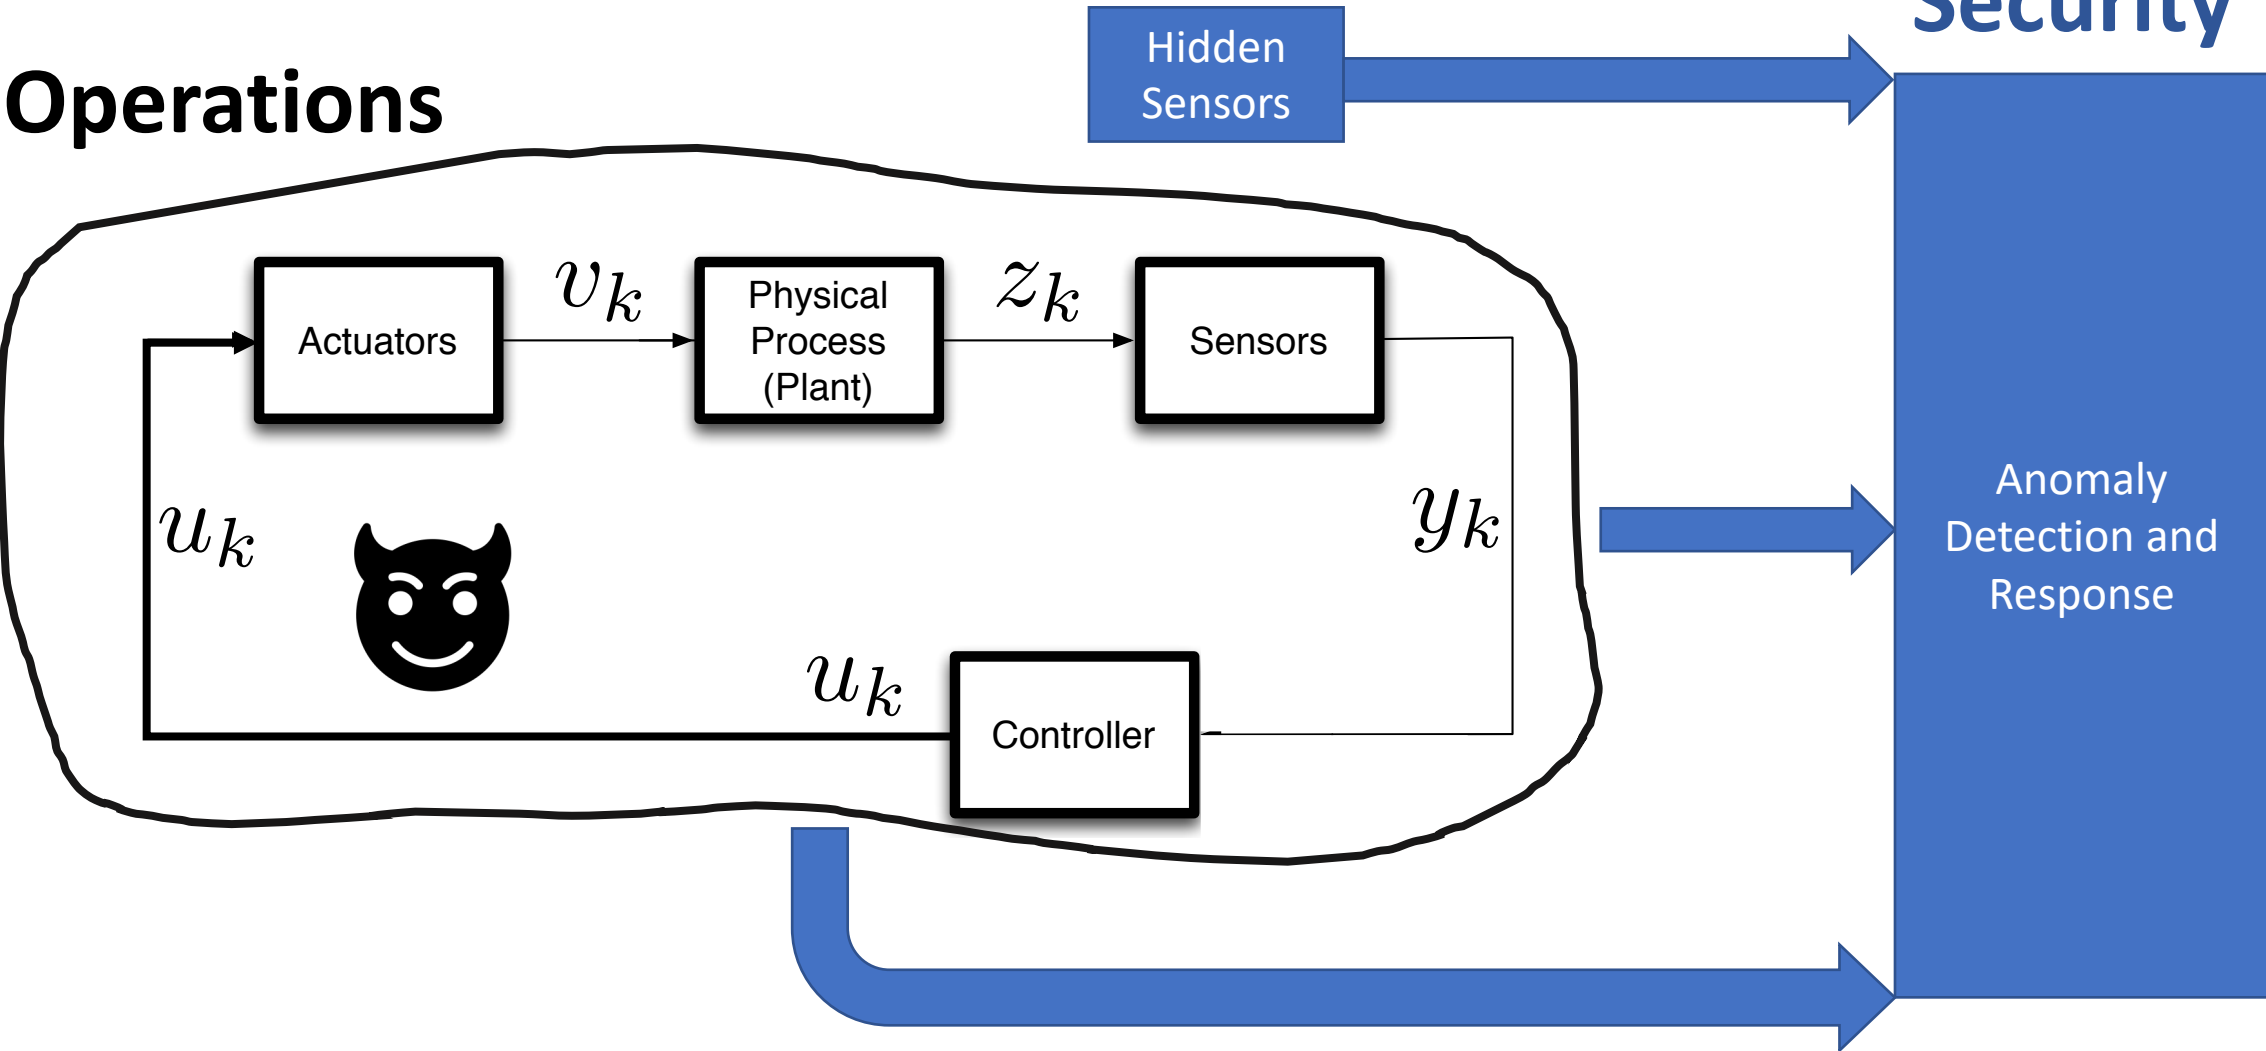 Security
Hidden
Sensors
Operations
Actuators
v_k
Physical
Process
(Plant)
z_k
Sensors
u_k
y_k
Anomaly
Detection and
Response
u_k
Controller